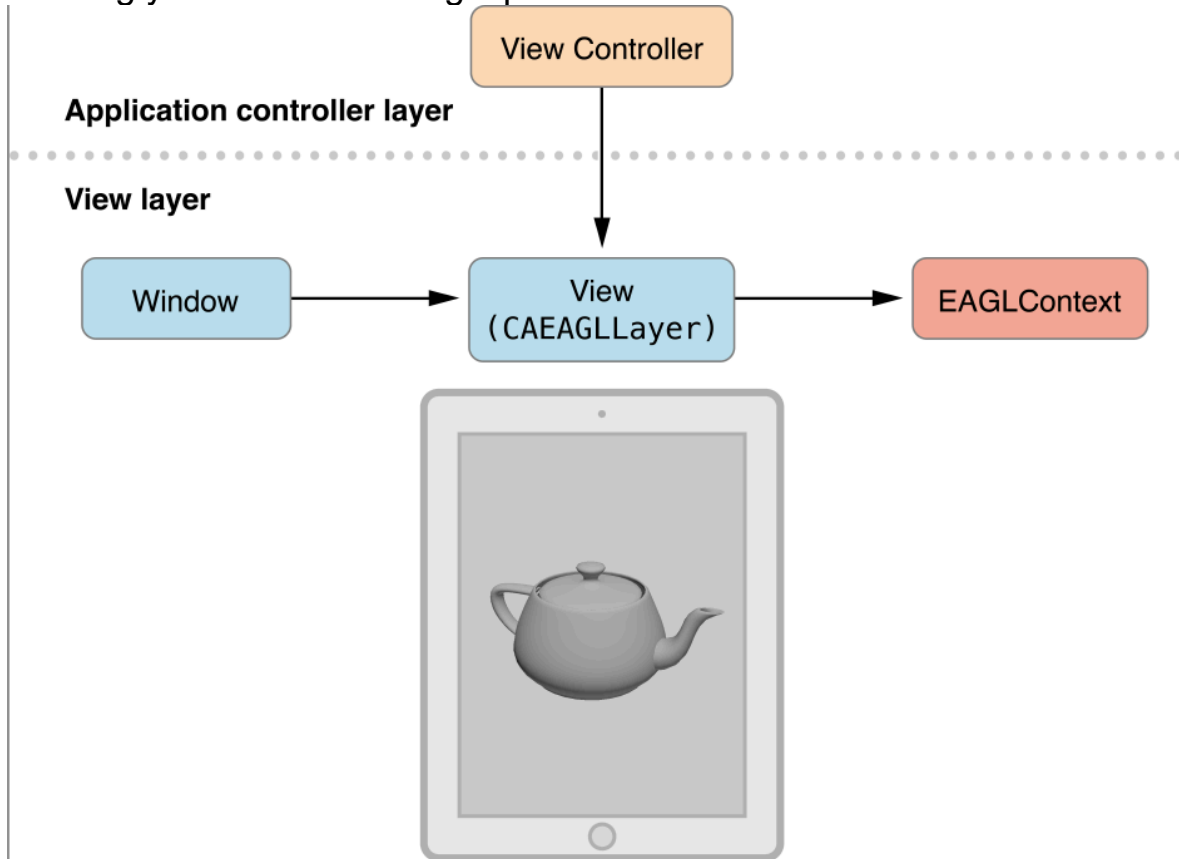 View Controller
Application controller layer
View layer
Window
View
(CAEAGLLayer)
EAGLContext